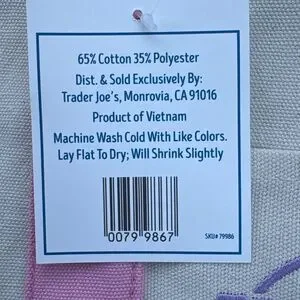 65% Cotton 35% Polyester
Dist. & Sold Exclusively By:
Trader Joe's, Monrovia, CA 91016
Product of Vietnam
Machine Wash Cold With Like Colors.
Lay Flat To Dry; Will Shrink Slightly
0079 9867
SKU# 79986